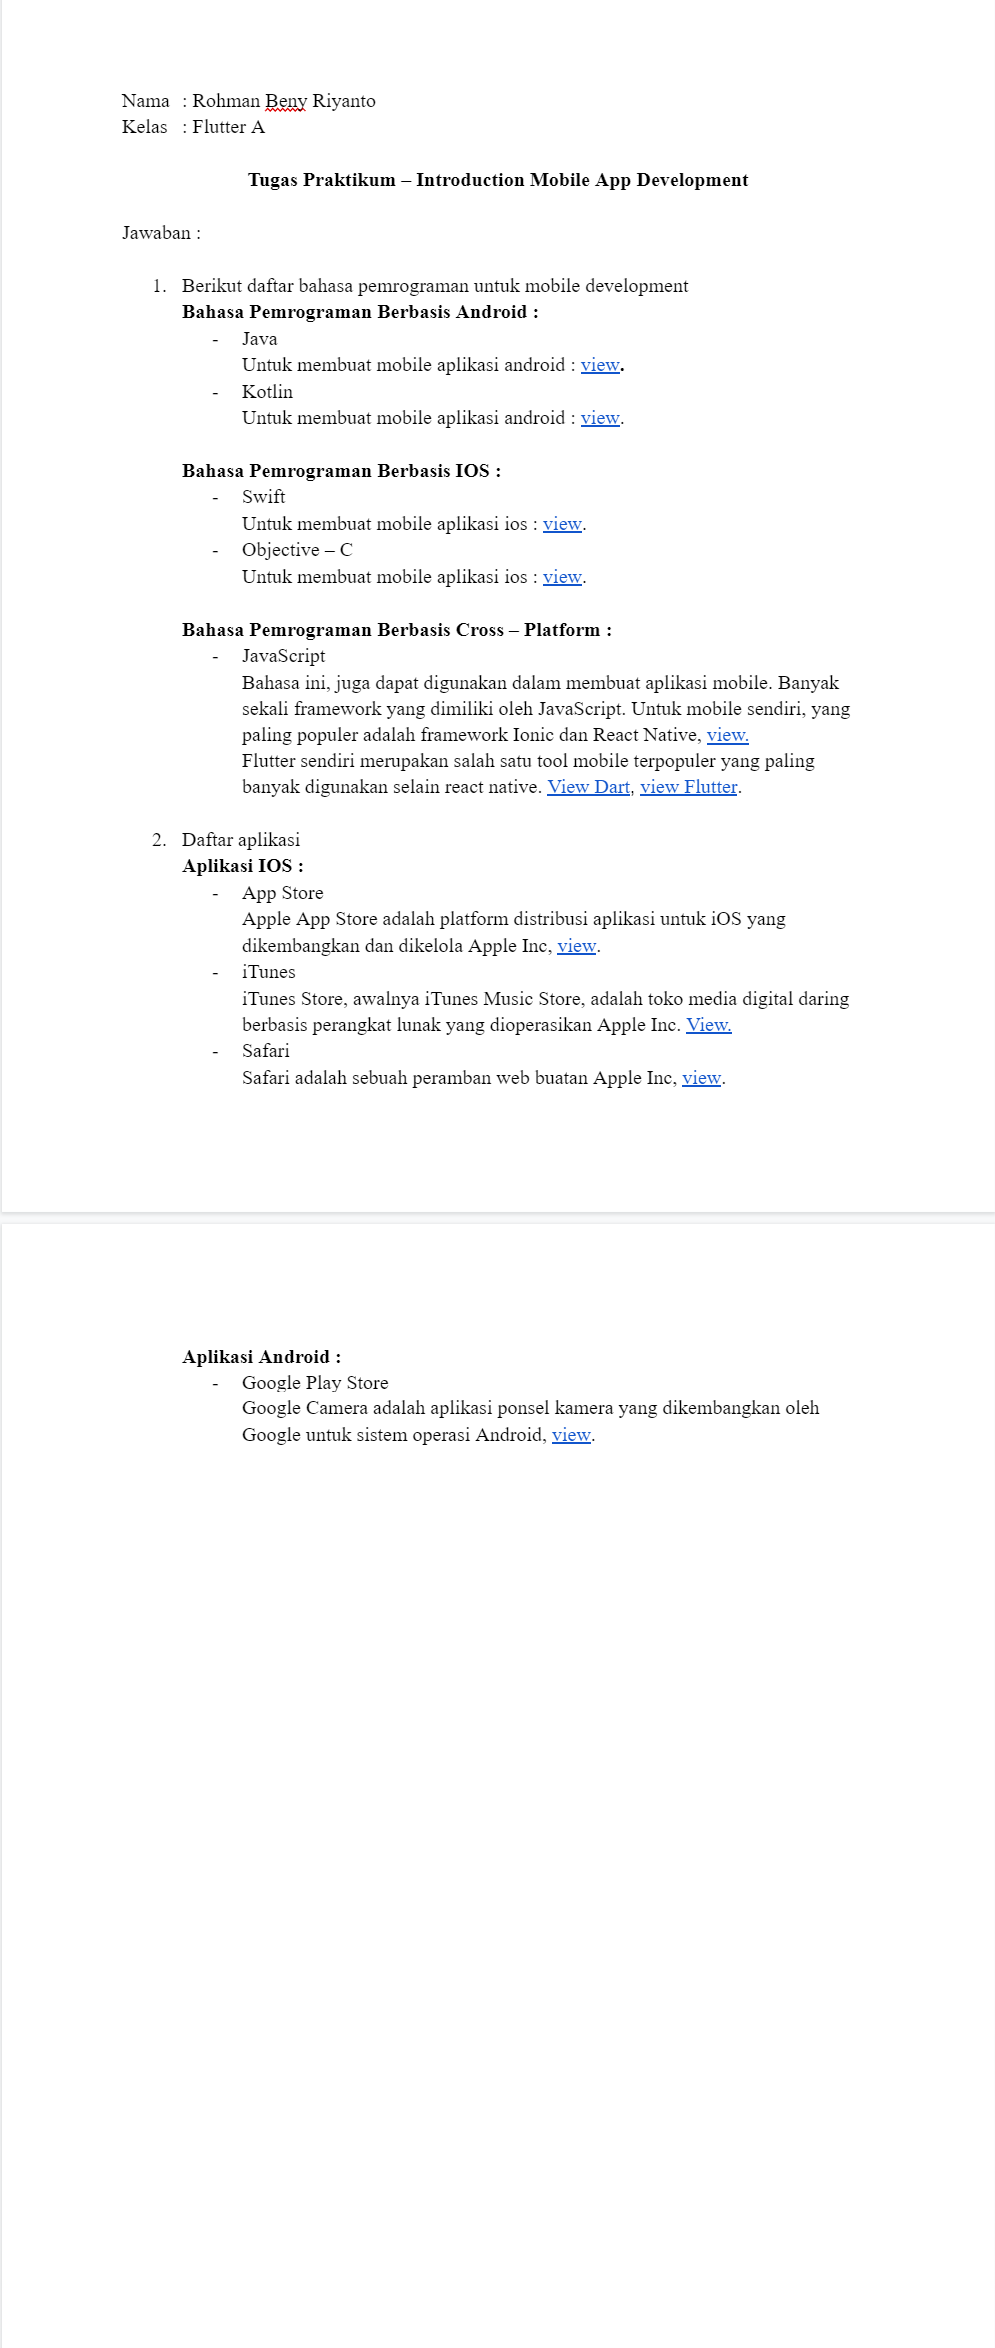 Nama : Rohman Beny Riyanto
Kelas : Flutter A
Tugas Praktikum – Introduction Mobile App Development
Jawaban :
1. Berikut daftar bahasa pemrograman untuk mobile development
Bahasa Pemrograman Berbasis Android :
- Java
Untuk membuat mobile aplikasi android : view.
- Kotlin
Untuk membuat mobile aplikasi android : view.
Bahasa Pemrograman Berbasis IOS :
- Swift
Untuk membuat mobile aplikasi ios : view.
- Objective – C
Untuk membuat mobile aplikasi ios : view.
Bahasa Pemrograman Berbasis Cross – Platform :
- JavaScript
Bahasa ini, juga dapat digunakan dalam membuat aplikasi mobile. Banyak
sekali framework yang dimiliki oleh JavaScript. Untuk mobile sendiri, yang
paling populer adalah framework Ionic dan React Native, view.
Flutter sendiri merupakan salah satu tool mobile terpopuler yang paling
banyak digunakan selain react native. View Dart, view Flutter.
2. Daftar aplikasi
Aplikasi IOS :
- App Store
Apple App Store adalah platform distribusi aplikasi untuk iOS yang
dikembangkan dan dikelola Apple Inc, view.
- iTunes
iTunes Store, awalnya iTunes Music Store, adalah toko media digital daring
berbasis perangkat lunak yang dioperasikan Apple Inc. View.
- Safari
Safari adalah sebuah peramban web buatan Apple Inc, view.
Aplikasi Android :
- Google Play Store
Google Camera adalah aplikasi ponsel kamera yang dikembangkan oleh
Google untuk sistem operasi Android, view.